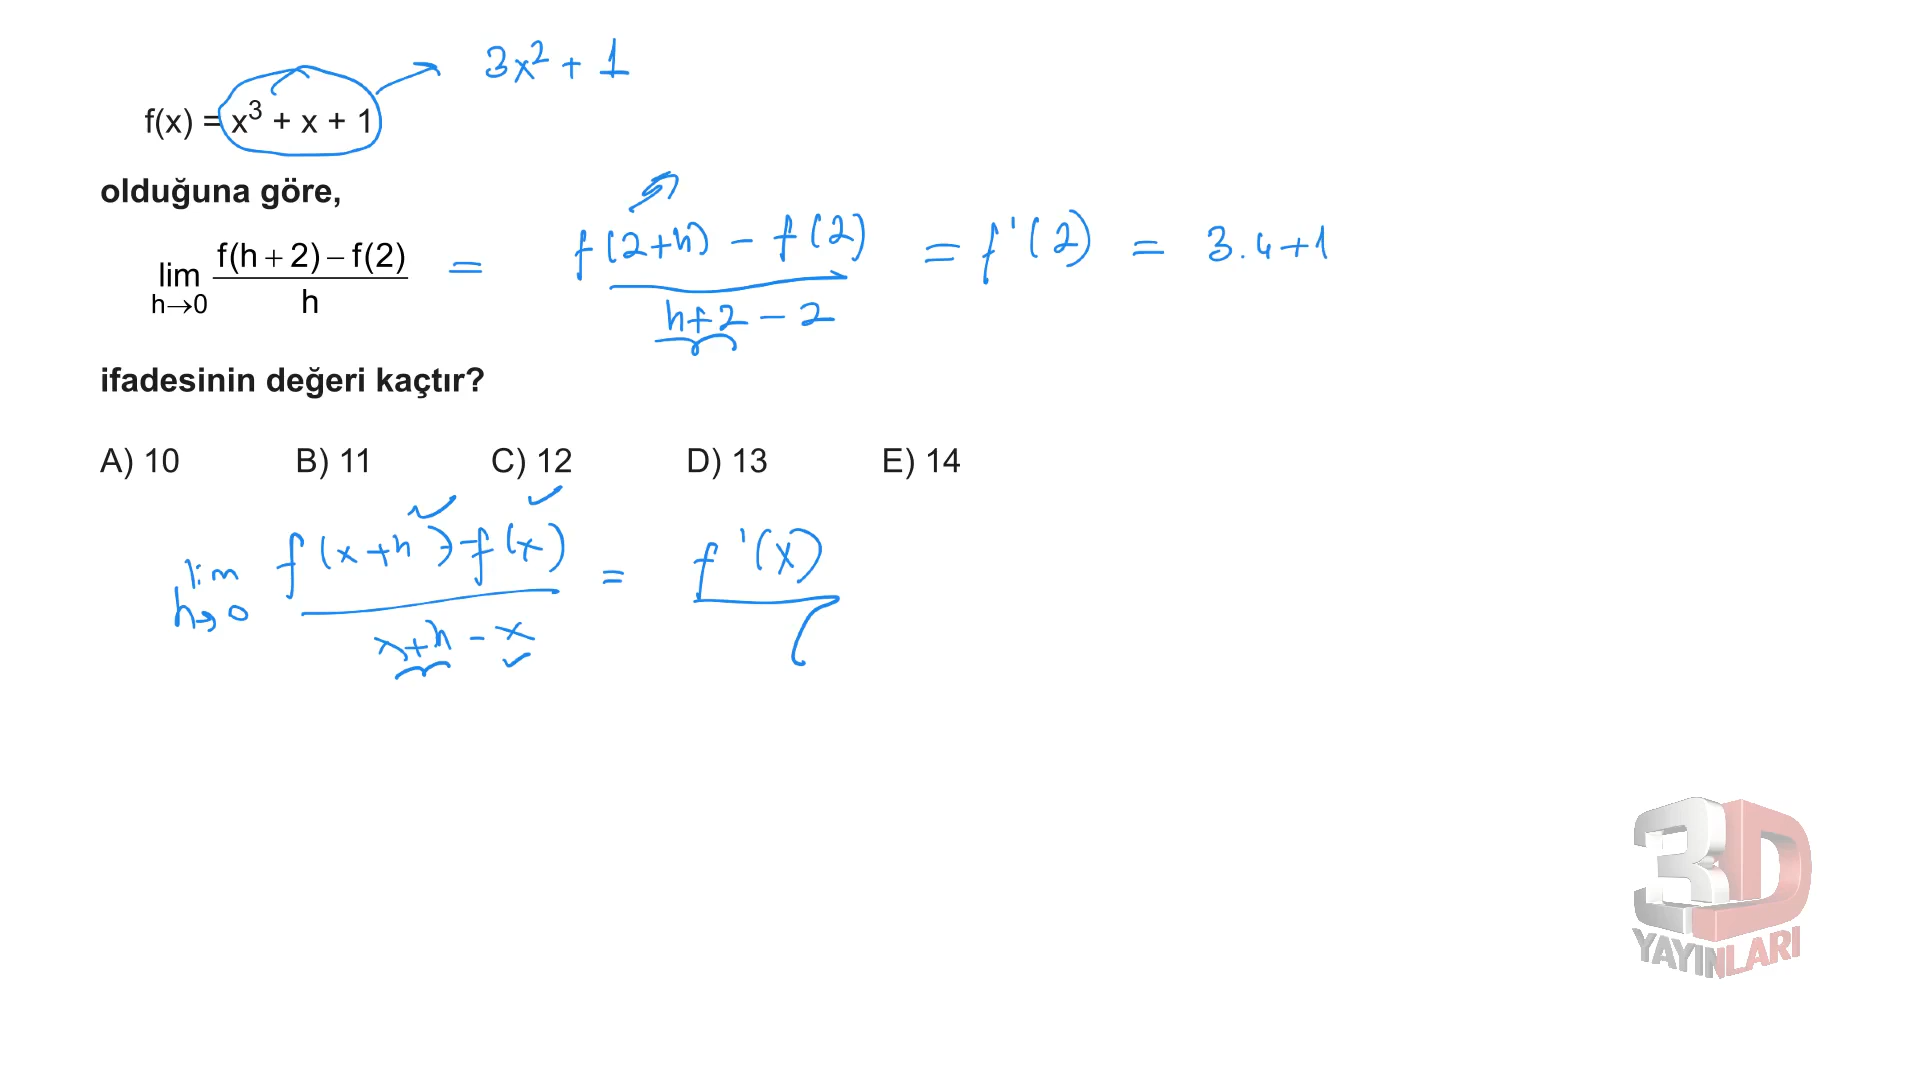 3x² + 1
f(x) = x³ + x + 1
olduğuna göre,
lim h→0 f(h + 2) – f(2) / h = f(2+h) – f(2) / h+2 – 2 = f'(2) = 3.4+1
ifadesinin değeri kaçtır?
A) 10 B) 11 C) 12 D) 13 E) 14
lim h→0 f(x+h) – f(x) / x+h – x = f'(x)
3D
YAYINLARI